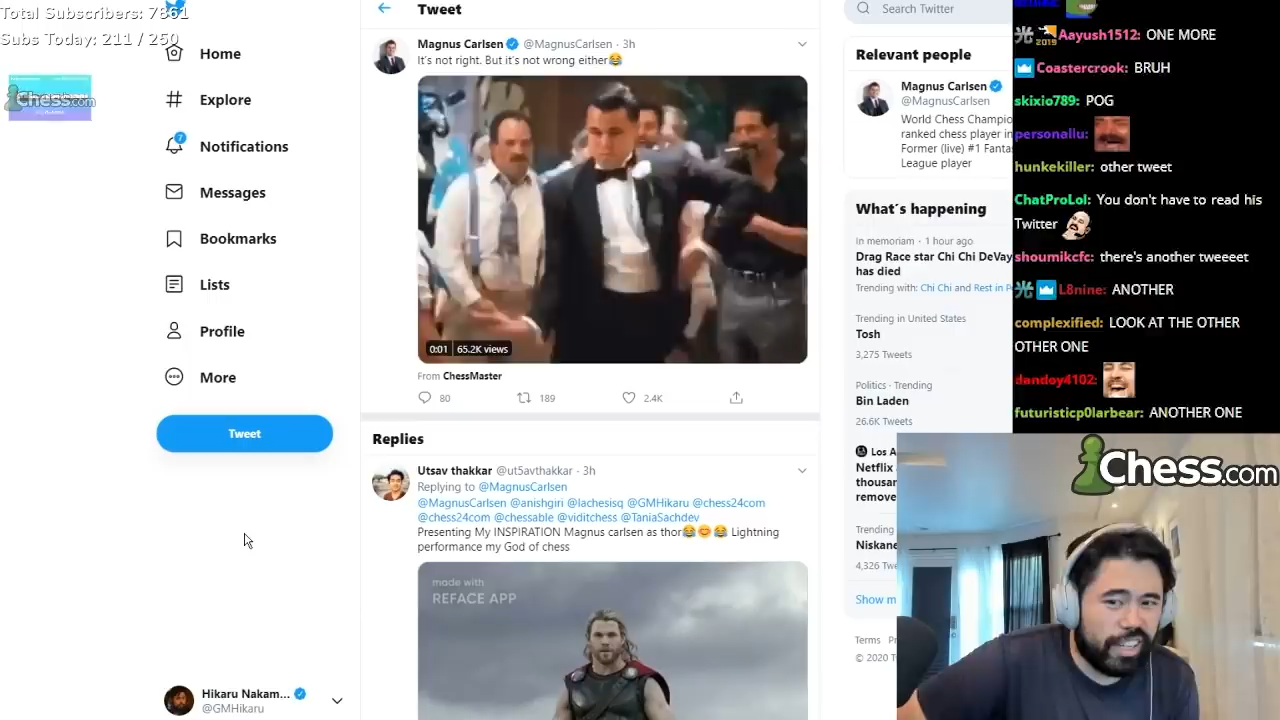 Total Subscribers: 7861
Subs Today: 211 / 250
Chess.com
Home
Explore
7
Notifications
Messages
Bookmarks
Lists
Profile
More
Tweet
Hikaru Nakam...
@GMHikaru
Tweet
Magnus Carlsen @MagnusCarlsen · 3h
It's not right. But it's not wrong either😂
0:01 65.2K views
From ChessMaster
80 189 2.4K
Replies
Utsav thakkar @ut5avthakkar · 3h
Replying to @MagnusCarlsen
@MagnusCarlsen @anishgiri @lachesisq @GMHikaru @chess24com
@chess24com @chessable @viditchess @TaniaSachdev
Presenting My INSPIRATION Magnus carlsen as thor😂😊😂 Lightning
performance my God of chess
made with
REFACE APP
Search Twitter
Relevant people
Magnus Carlsen
@MagnusCarlsen
World Chess Champio
ranked chess player in
Former (live) #1 Fanta
League player
What's happening
In memoriam · 1 hour ago
Drag Race star Chi Chi DeVay
has died
Trending with: Chi Chi and Rest in P
Trending in United States
Tosh
3,275 Tweets
Politics · Trending
Bin Laden
26.6K Tweets
Los A
Netflix
thousan
remove
Trending
Niskane
4,326 Twe
Show m
Terms Pr
© 2020 T
光 2019 Aayush1512: ONE MORE
Coastercrook: BRUH
skixio789: POG
personallu:
hunkekiller: other tweet
ChatProLol: You don't have to read his
Twitter
shoumikcfc: there's another tweeeet
光 L8nine: ANOTHER
complexified: LOOK AT THE OTHER
OTHER ONE
dandoy4102:
futuristicp0larbear: ANOTHER ONE
Chess.com